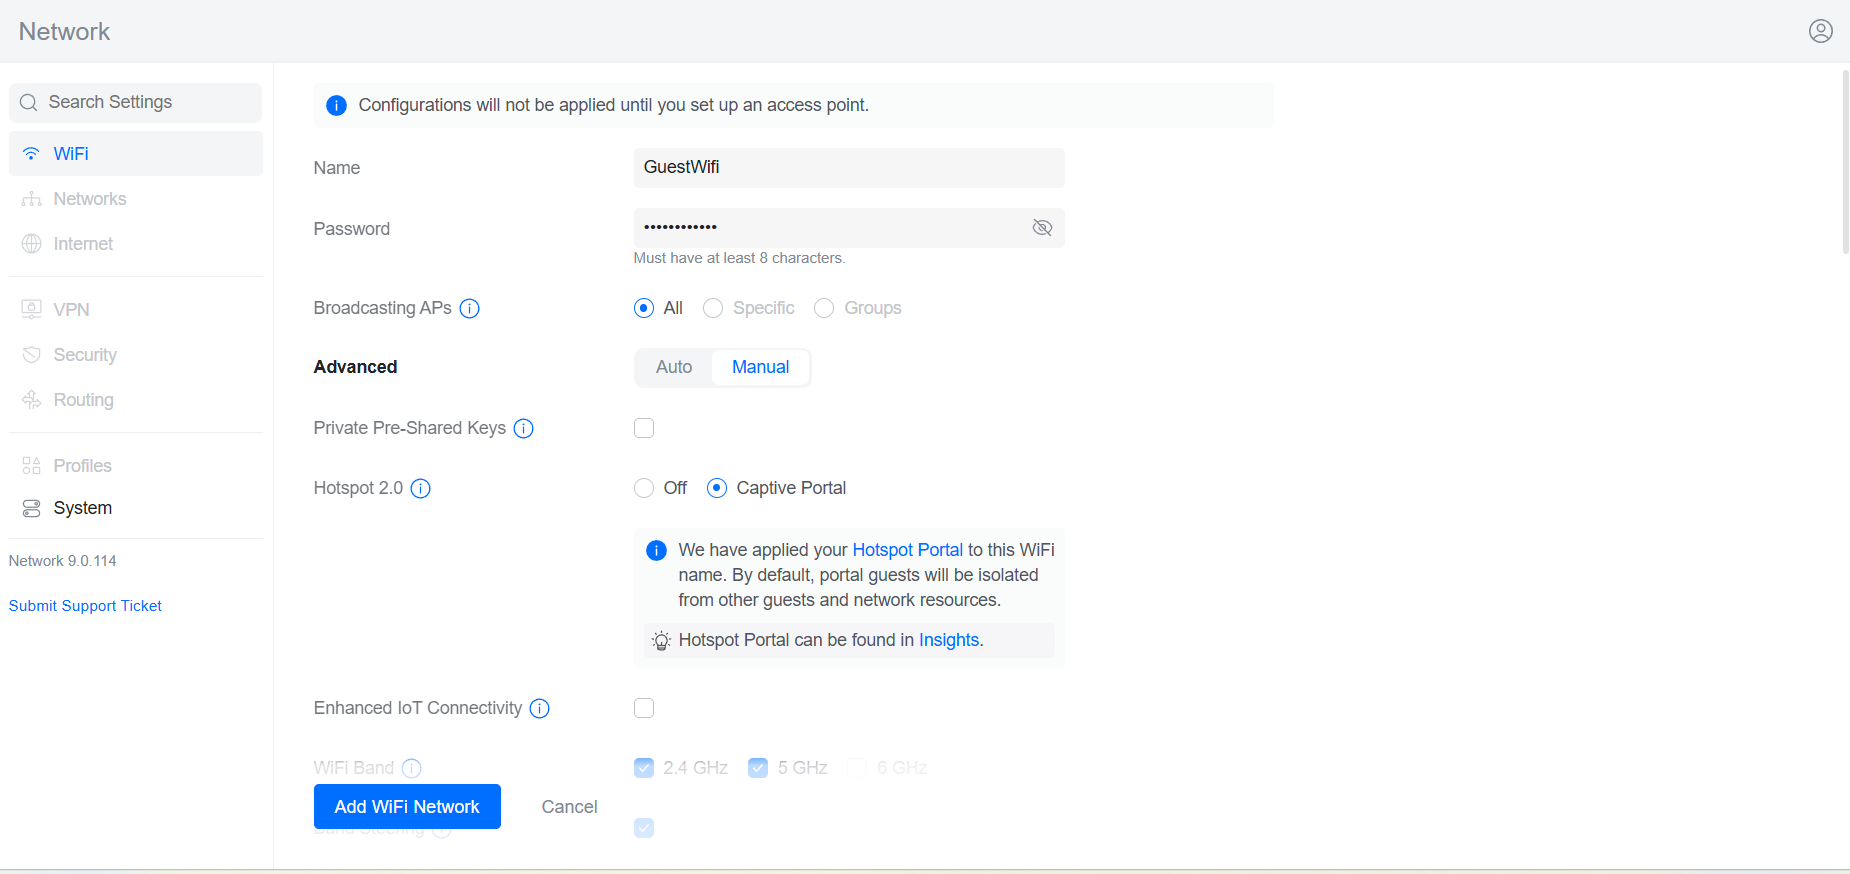 Network
Search Settings
WiFi
Networks
Internet
VPN
Security
Routing
Profiles
System
Network 9.0.114
Submit Support Ticket
Configurations will not be applied until you set up an access point.
Name
GuestWifi
Password
••••••••••••
Must have at least 8 characters.
Broadcasting APs
All Specific Groups
Advanced
Auto Manual
Private Pre-Shared Keys
Hotspot 2.0
Off Captive Portal
We have applied your Hotspot Portal to this WiFi
name. By default, portal guests will be isolated
from other guests and network resources.
Hotspot Portal can be found in Insights.
Enhanced IoT Connectivity
WiFi Band
2.4 GHz 5 GHz 6 GHz
Add WiFi Network Cancel